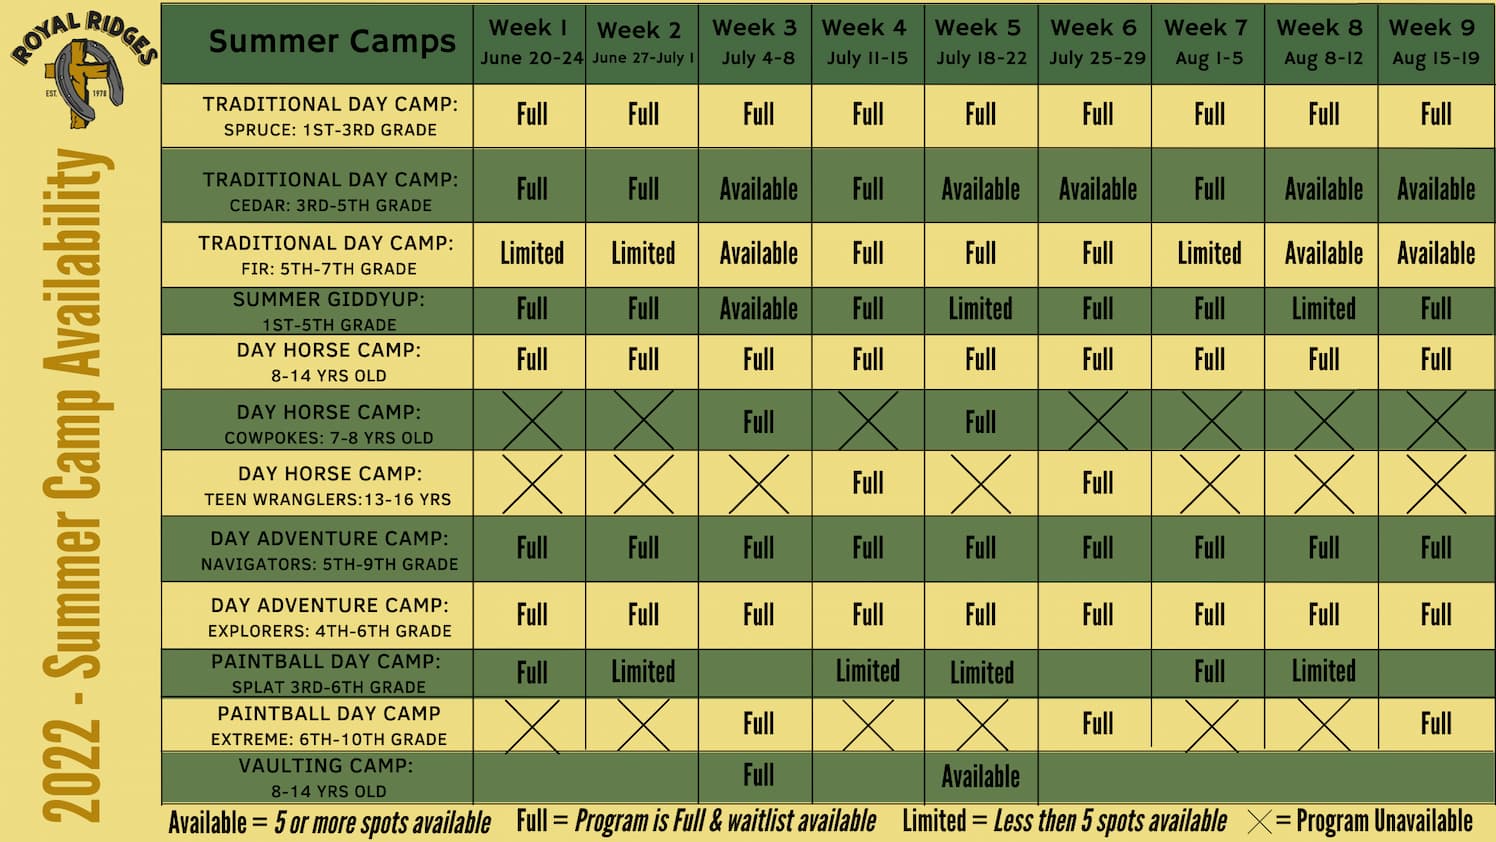 ROYAL RIDGES
EST. 1978
2022 - Summer Camp Availability
Summer Camps Week 1 Week 2 Week 3 Week 4 Week 5 Week 6 Week 7 Week 8 Week 9
June 20-24 June 27-July 1 July 4-8 July 11-15 July 18-22 July 25-29 Aug 1-5 Aug 8-12 Aug 15-19
TRADITIONAL DAY CAMP:
SPRUCE: 1ST-3RD GRADE
Full Full Full Full Full Full Full Full Full
TRADITIONAL DAY CAMP:
CEDAR: 3RD-5TH GRADE
Full Full Available Full Available Available Full Available Available
TRADITIONAL DAY CAMP:
FIR: 5TH-7TH GRADE
Limited Limited Available Full Full Full Limited Available Available
SUMMER GIDDYUP:
1ST-5TH GRADE
Full Full Available Full Limited Full Full Limited Full
DAY HORSE CAMP:
8-14 YRS OLD
Full Full Full Full Full Full Full Full Full
DAY HORSE CAMP:
COWPOKES: 7-8 YRS OLD
Full Full
DAY HORSE CAMP:
TEEN WRANGLERS:13-16 YRS
Full Full
DAY ADVENTURE CAMP:
NAVIGATORS: 5TH-9TH GRADE
Full Full Full Full Full Full Full Full Full
DAY ADVENTURE CAMP:
EXPLORERS: 4TH-6TH GRADE
Full Full Full Full Full Full Full Full Full
PAINTBALL DAY CAMP:
SPLAT 3RD-6TH GRADE
Full Limited Limited Limited Full Limited
PAINTBALL DAY CAMP
EXTREME: 6TH-10TH GRADE
Full Full Full
VAULTING CAMP:
8-14 YRS OLD
Full Available
Available = 5 or more spots available Full = Program is Full & waitlist available Limited = Less then 5 spots available = Program Unavailable